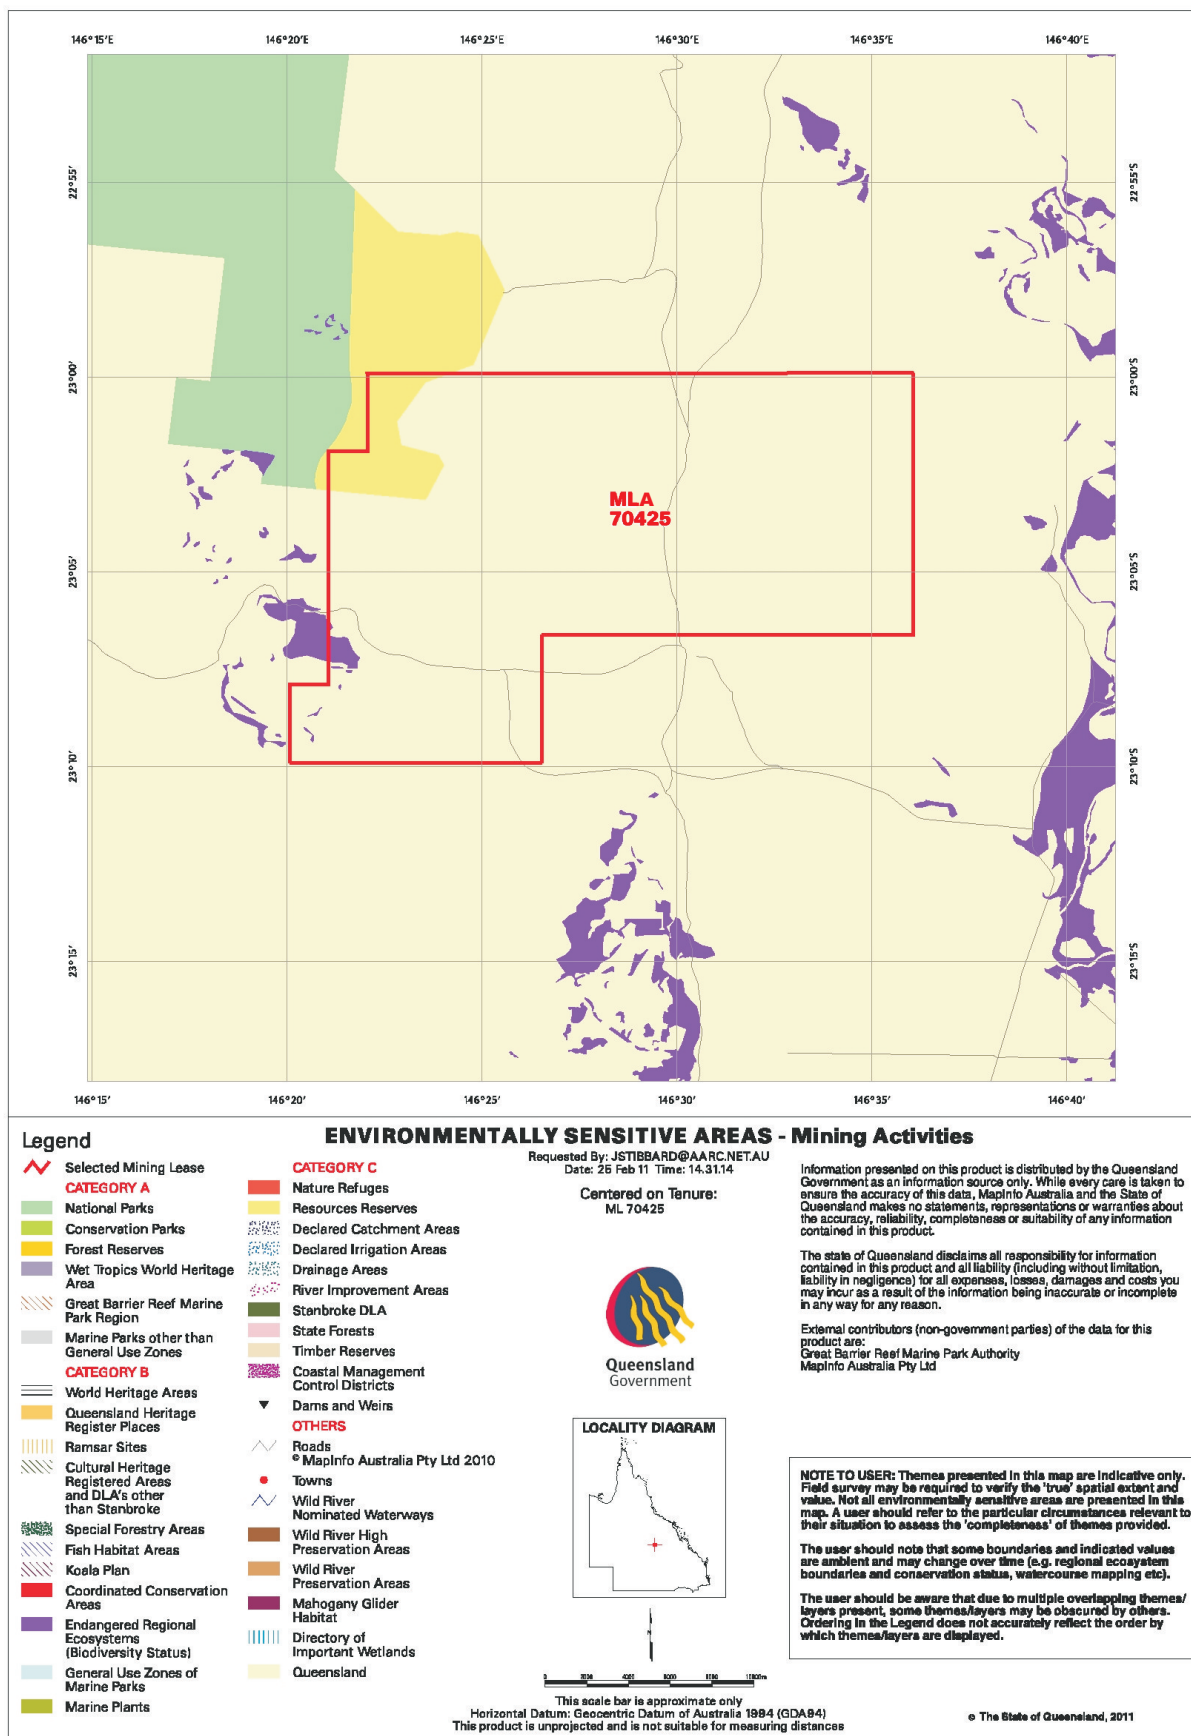 146°15'E 146°20'E 146°25'E 146°30'E 146°35'E 146°40'E
22°55' 22°55'S
23°00' 23°00'S
MLA
70425
23°05' 23°05'S
23°10' 23°10'S
23°15' 23°15'S
146°15'E 146°20'E 146°25'E 146°30'E 146°35'E 146°40'E
ENVIRONMENTALLY SENSITIVE AREAS - Mining Activities
Requested By: JSTIBBARD@AARC.NET.AU
Date: 25 Feb 11 Time: 14.31.14
Centered on Tenure:
ML 70425
Legend
Selected Mining Lease
CATEGORY A
National Parks
Conservation Parks
Forest Reserves
Wet Tropics World Heritage
Area
Great Barrier Reef Marine
Park Region
Marine Parks other than
General Use Zones
CATEGORY B
World Heritage Areas
Queensland Heritage
Register Places
Ramsar Sites
Cultural Heritage
Registered Areas
and DLA's other
than Stanbroke
Special Forestry Areas
Fish Habitat Areas
Koala Plan
Coordinated Conservation
Areas
Endangered Regional
Ecosystems
(Biodiversity Status)
General Use Zones of
Marine Parks
Marine Plants
CATEGORY C
Nature Refuges
Resources Reserves
Declared Catchment Areas
Declared Irrigation Areas
Drainage Areas
River Improvement Areas
Stanbroke DLA
State Forests
Timber Reserves
Coastal Management
Control Districts
Dams and Weirs
OTHERS
Roads
© MapInfo Australia Pty Ltd 2010
Towns
Wild River
Nominated Waterways
Wild River High
Preservation Areas
Wild River
Preservation Areas
Mahogany Glider
Habitat
Directory of
Important Wetlands
Queensland
Queensland
Government
LOCALITY DIAGRAM
0 2000 4000 6000 8000 10000m
This scale bar is approximate only
Horizontal Datum: Geocentric Datum of Australia 1994 (GDA94)
This product is unprojected and is not suitable for measuring distances
Information presented on this product is distributed by the Queensland
Government as an information source only. While every care is taken to
ensure the accuracy of this data, MapInfo Australia and the State of
Queensland makes no statements, representations or warranties about
the accuracy, reliability, completeness or suitability of any information
contained in this product.
The state of Queensland disclaims all responsibility for information
contained in this product and all liability (including without limitation,
liability in negligence) for all expenses, losses, damages and costs you
may incur as a result of the information being inaccurate or incomplete
in any way for any reason.
External contributors (non-government parties) of the data for this
product are:
Great Barrier Reef Marine Park Authority
MapInfo Australia Pty Ltd
NOTE TO USER: Themes presented in this map are indicative only.
Field survey may be required to verify the 'true' spatial extent and
value. Not all environmentally sensitive areas are presented in this
map. A user should refer to the particular circumstances relevant to
their situation to assess the 'completeness' of themes provided.
The user should note that some boundaries and indicated values
are ambient and may change over time (e.g. regional ecosystem
boundaries and conservation status, watercourse mapping etc).
The user should be aware that due to multiple overlapping themes/
layers present, some themes/layers may be obscured by others.
Ordering in the Legend does not accurately reflect the order by
which themes/layers are displayed.
© The State of Queensland, 2011